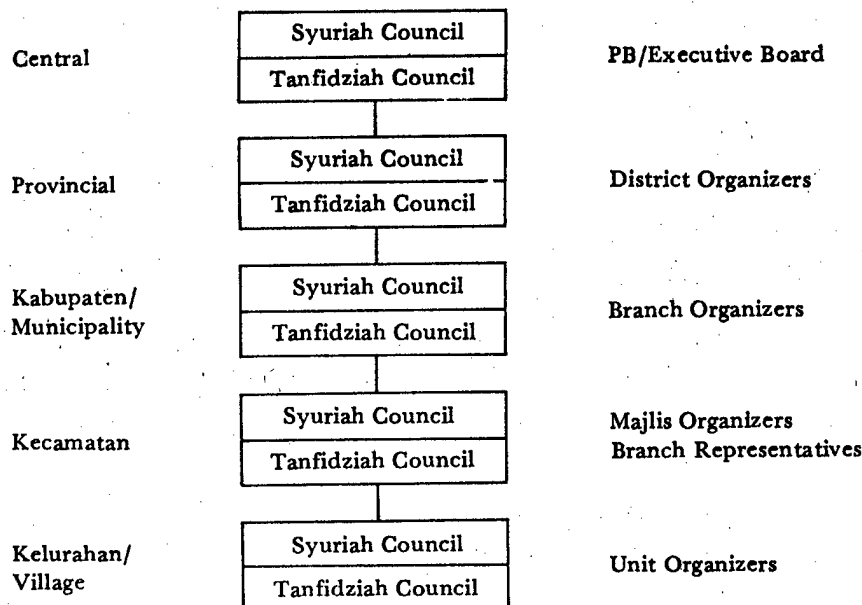 Central
Syuriah Council
Tanfidziah Council
PB/Executive Board
Provincial
Syuriah Council
Tanfidziah Council
District Organizers
Kabupaten/
Municipality
Syuriah Council
Tanfidziah Council
Branch Organizers
Kecamatan
Syuriah Council
Tanfidziah Council
Majlis Organizers
Branch Representatives
Kelurahan/
Village
Syuriah Council
Tanfidziah Council
Unit Organizers